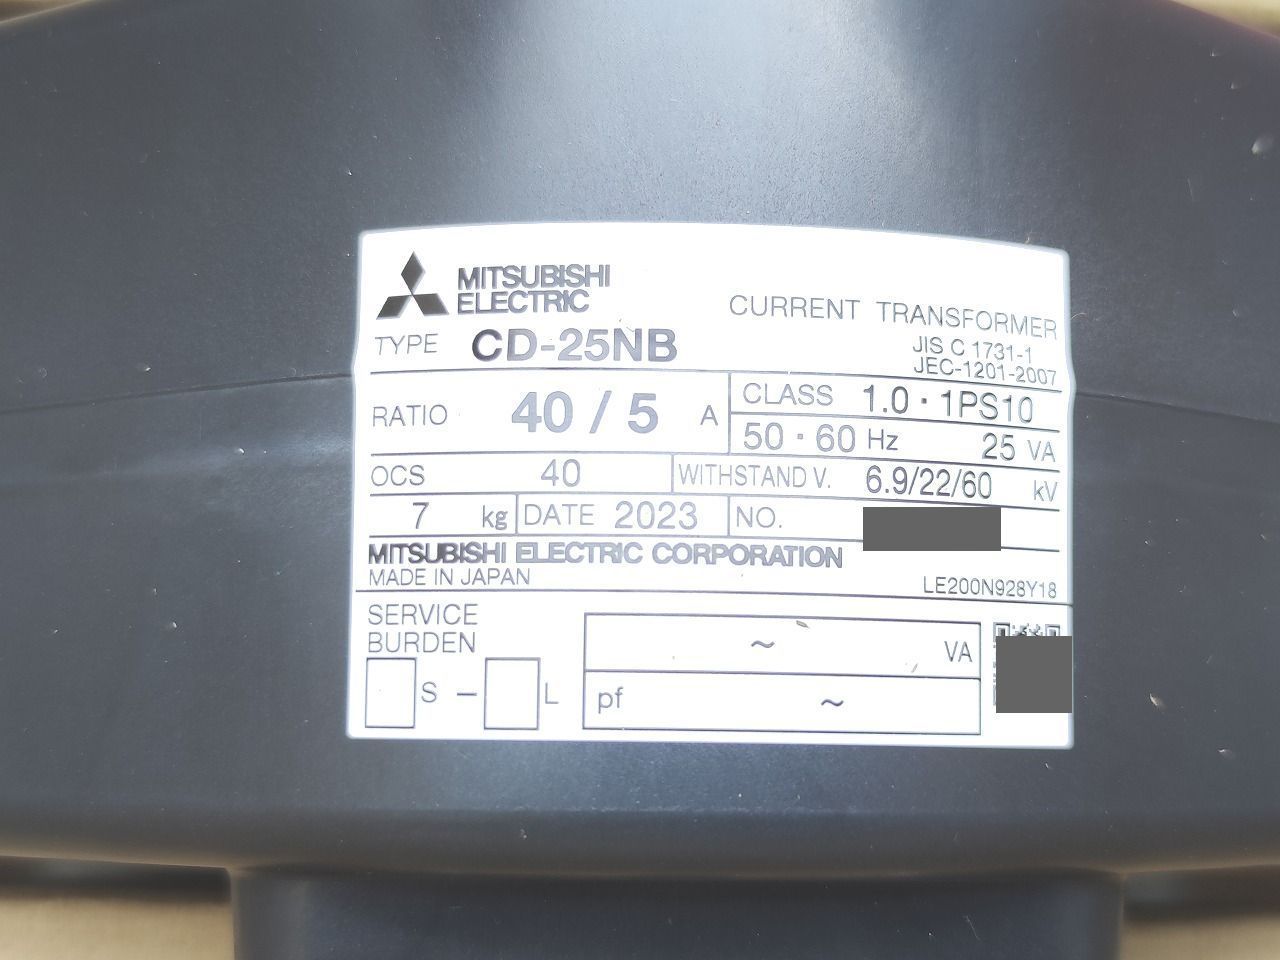 MITSUBISHI
ELECTRIC
CURRENT TRANSFORMER
TYPE CD-25NB
JIS C 1731-1
JEC-1201-2007
RATIO 40 / 5 A
CLASS 1.0・1PS10
50・60 Hz 25 VA
OCS 40 WITHSTAND V. 6.9/22/60 kV
7 kg DATE 2023 NO.
MITSUBISHI ELECTRIC CORPORATION
MADE IN JAPAN LE200N928Y18
SERVICE
BURDEN
S – L
~ VA
pf ~